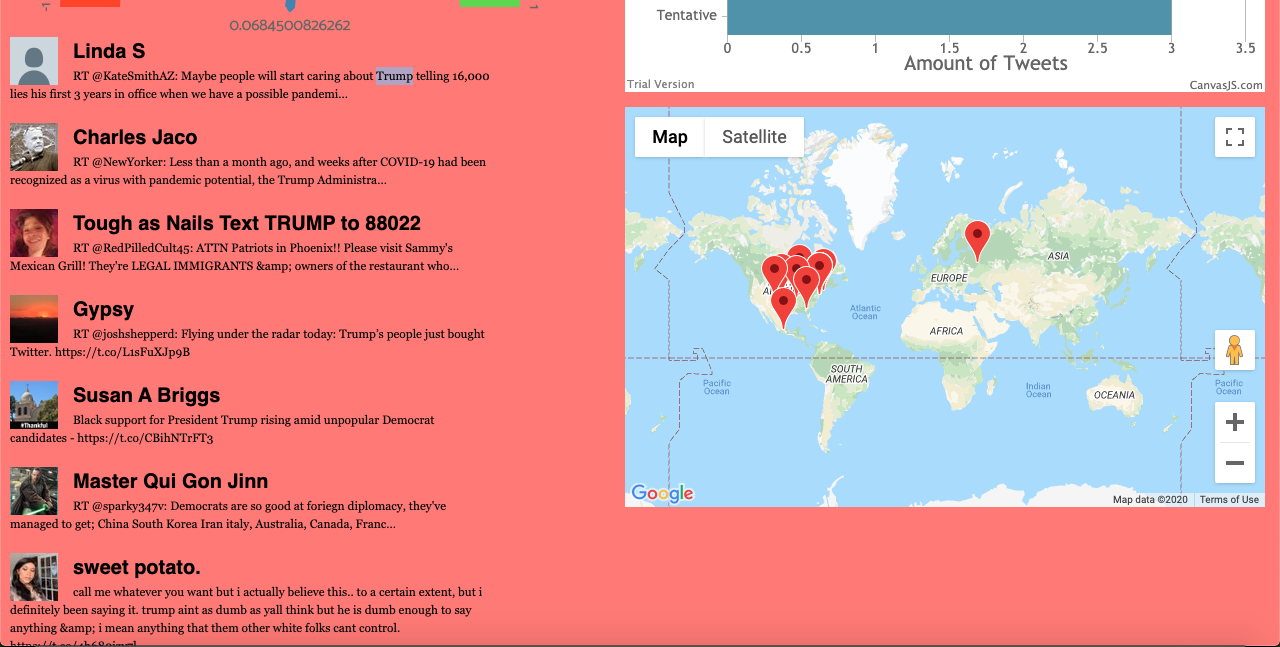 -1
1
0.0684500826262
Linda S
RT @KateSmithAZ: Maybe people will start caring about Trump telling 16,000
lies his first 3 years in office when we have a possible pandemi...
Charles Jaco
RT @NewYorker: Less than a month ago, and weeks after COVID-19 had been
recognized as a virus with pandemic potential, the Trump Administra...
Tough as Nails Text TRUMP to 88022
RT @RedPilledCult45: ATTN Patriots in Phoenix!! Please visit Sammy's
Mexican Grill! They're LEGAL IMMIGRANTS &amp; owners of the restaurant who...
Gypsy
RT @joshshepperd: Flying under the radar today: Trump's people just bought
Twitter. https://t.co/L1sFuXJp9B
Susan A Briggs
#Thankful
Black support for President Trump rising amid unpopular Democrat
candidates - https://t.co/CBihNTrFT3
Master Qui Gon Jinn
RT @sparky347v: Democrats are so good at foriegn diplomacy, they've
managed to get; China South Korea Iran italy, Australia, Canada, Franc...
sweet potato.
call me whatever you want but i actually believe this.. to a certain extent, but i
definitely been saying it. trump aint as dumb as yall think but he is dumb enough to say
anything &amp; i mean anything that them other white folks cant control.
Tentative
0 0.5 1 1.5 2 2.5 3 3.5
Amount of Tweets
Trial Version
CanvasJS.com
Map Satellite
ASIA
EUROPE
Atlantic
Ocean
AFRICA
SOUTH
AMERICA
Pacific
Ocean
Indian
Ocean
OCEANIA
Pacific
Ocean
Google
Map data ©2020 Terms of Use